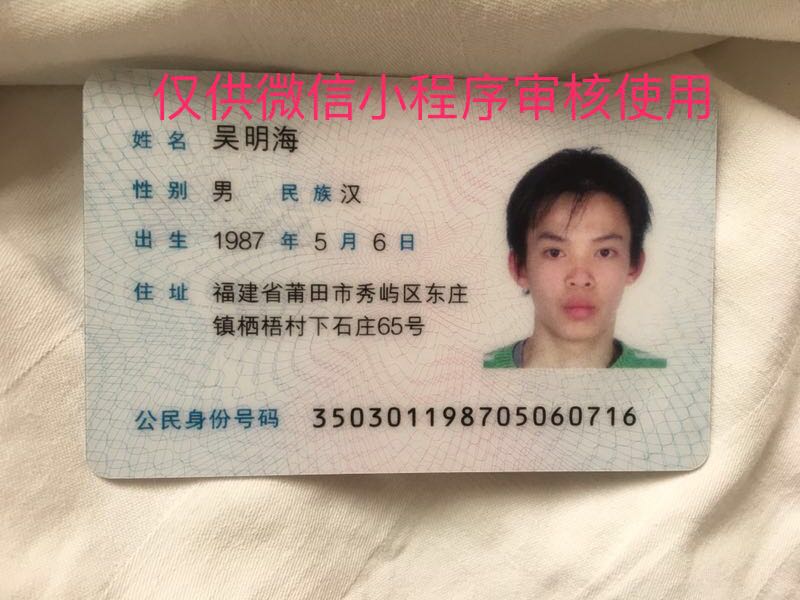 仅供微信小程序审核使用
姓名 吴明海
性别 男 民族 汉
出生 1987 年 5 月 6 日
住址 福建省莆田市秀屿区东庄
镇栖梧村下石庄65号
公民身份号码 350301198705060716